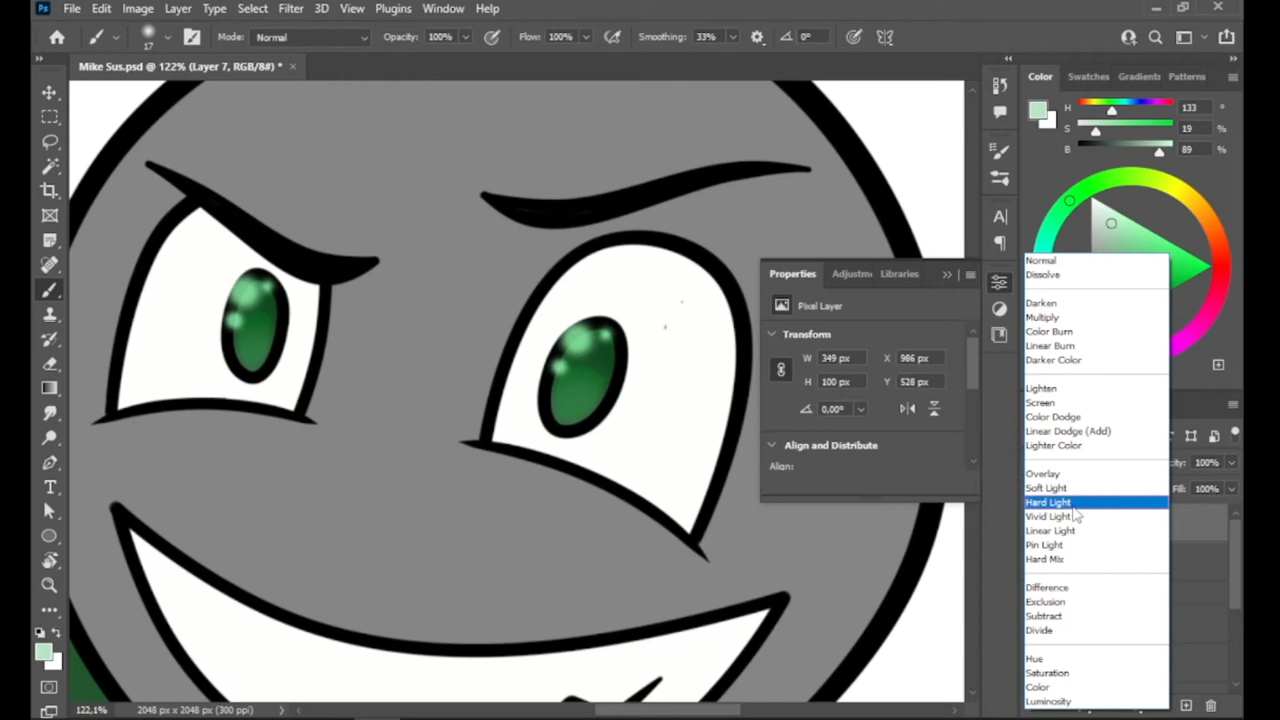 Ps File Edit Image Layer Type Select Filter 3D View Plugins Window Help
17 Mode: Normal Opacity: 100% Flow: 100% Smoothing: 33% 0°
Mike Sus.psd @ 122% (Layer 7, RGB/8#) * ×
Color Swatches Gradients Patterns
H 133 °
S 19 %
B 89 %
Normal
Dissolve
Darken
Multiply
Color Burn
Linear Burn
Darker Color
Lighten
Screen
Color Dodge
Linear Dodge (Add)
Lighter Color
Overlay
Soft Light
Hard Light
Vivid Light
Linear Light
Pin Light
Hard Mix
Difference
Exclusion
Subtract
Divide
Hue
Saturation
Color
Luminosity
Properties Adjustme Libraries
Pixel Layer
Transform
W 349 px X 986 px
H 100 px Y 528 px
0,00°
Align and Distribute
Align:
100%
Fill: 100%
122,1% 2048 px x 2048 px (300 ppi)